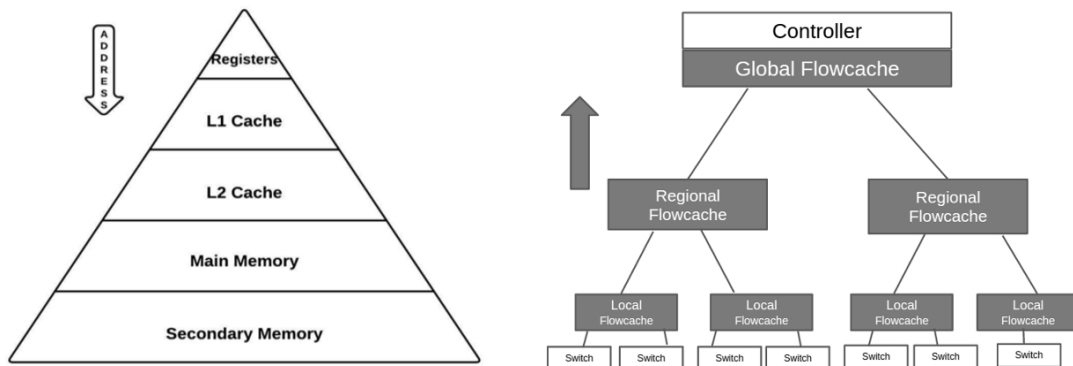 ADDRESS
Registers
L1 Cache
L2 Cache
Main Memory
Secondary Memory
Controller
Global Flowcache
Regional
Flowcache
Regional
Flowcache
Local
Flowcache
Local
Flowcache
Local
Flowcache
Local
Flowcache
Switch
Switch
Switch
Switch
Switch
Switch
Switch